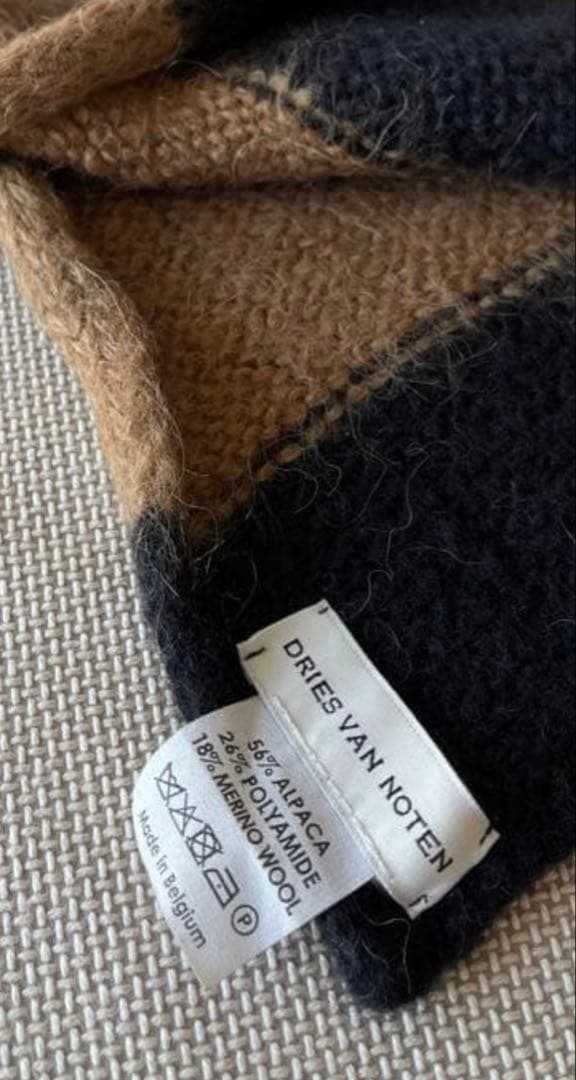 DRIES VAN NOTEN
56% ALPACA
26% POLYAMIDE
18% MERINO WOOL
P
Made in Belgium